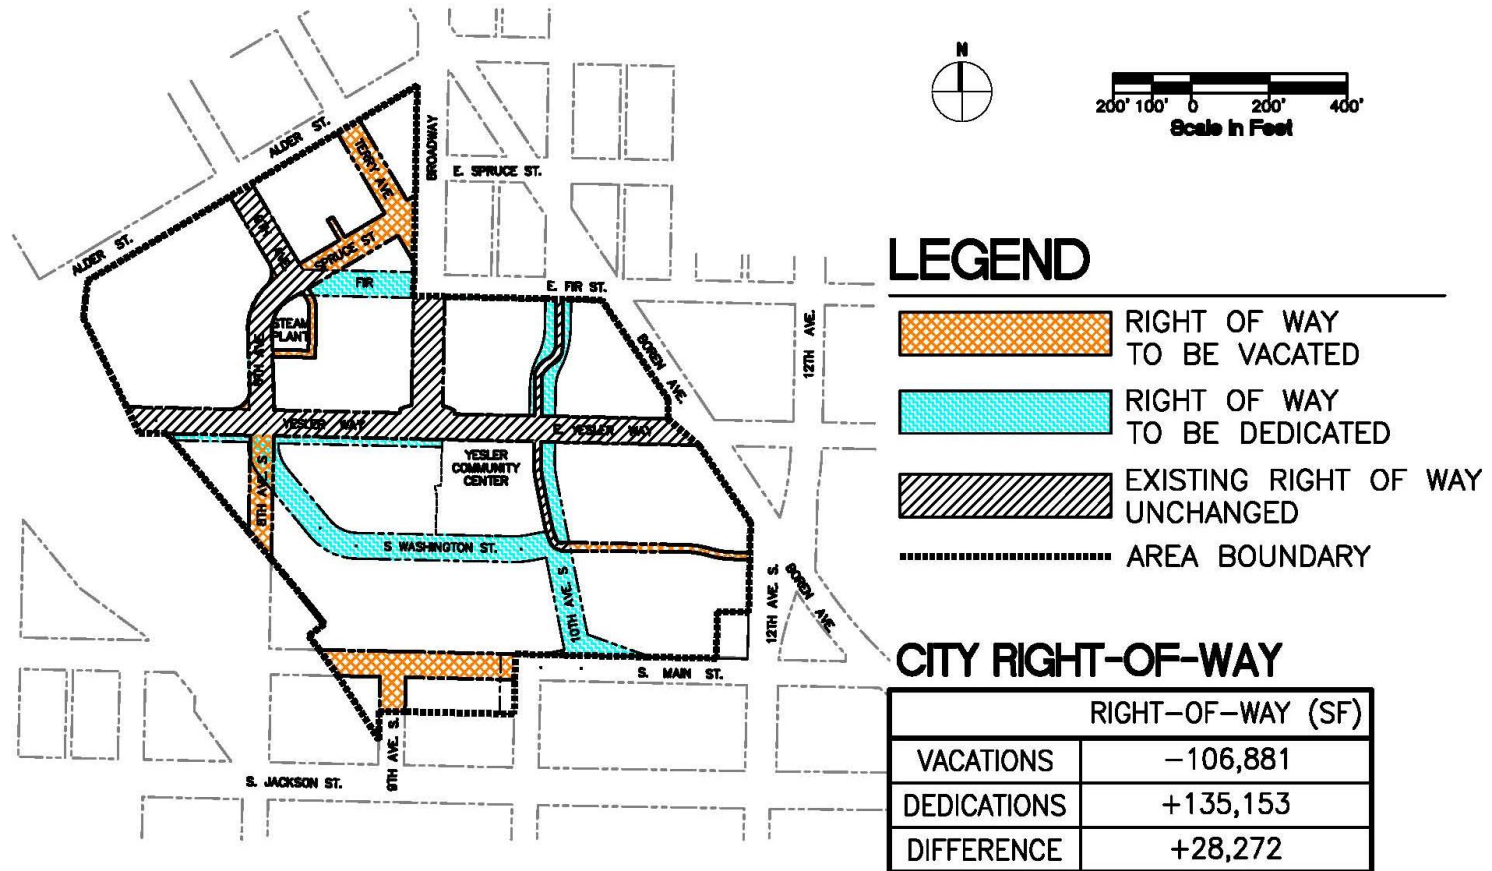 N
200' 100' 0 200' 400'
Scale in Feet
ALDER ST.
BROADWAY
TERRY AVE
E. SPRUCE ST.
9TH AVE
ALDER ST.
SPRUCE ST
FIR
E. FIR ST.
STEAM
PLANT
8TH AVE.
BOREN AVE.
12TH AVE.
YESLER WAY
E. YESLER WAY
YESLER
COMMUNITY
CENTER
8TH AVE. S
S WASHINGTON ST.
10TH AVE. S
12TH AVE. S.
BOREN AVE.
S. MAIN ST.
9TH AVE. S.
S. JACKSON ST.
LEGEND
RIGHT OF WAY
TO BE VACATED
RIGHT OF WAY
TO BE DEDICATED
EXISTING RIGHT OF WAY
UNCHANGED
AREA BOUNDARY
CITY RIGHT-OF-WAY
RIGHT-OF-WAY (SF)
VACATIONS -106,881
DEDICATIONS +135,153
DIFFERENCE +28,272